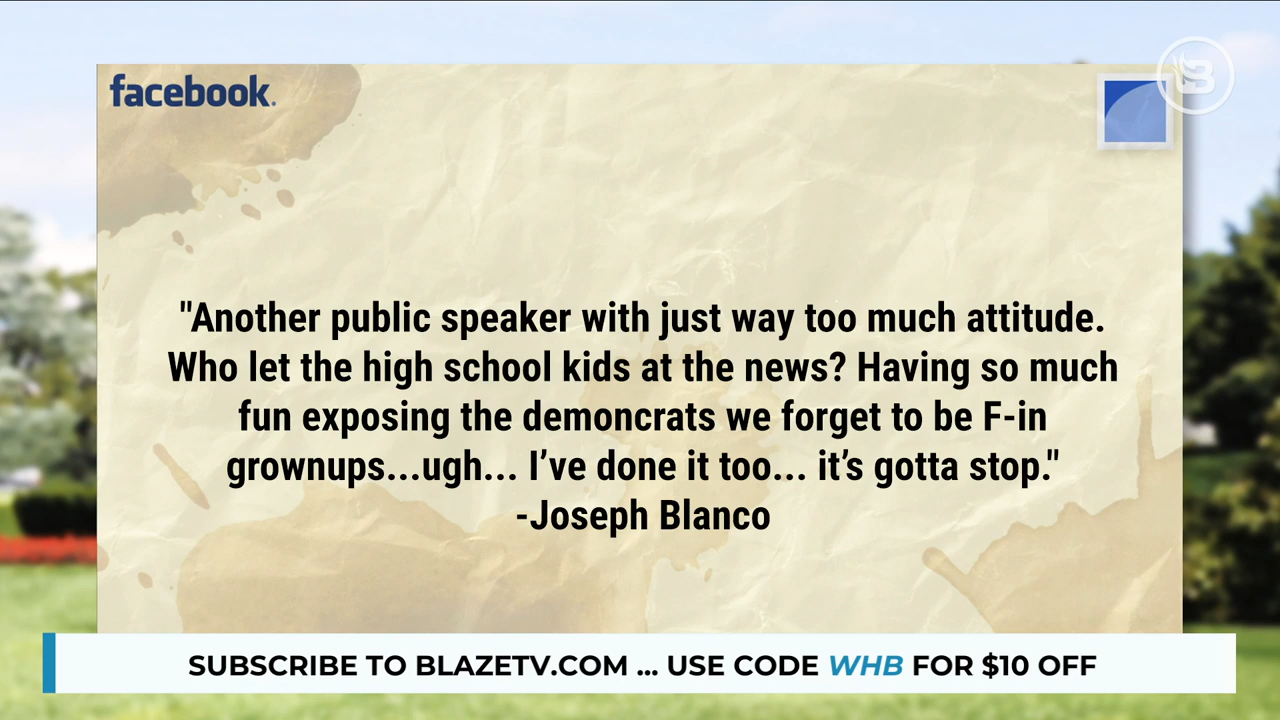 facebook.
B
"Another public speaker with just way too much attitude.
Who let the high school kids at the news? Having so much
fun exposing the demoncrats we forget to be F-in
grownups...ugh... I’ve done it too... it’s gotta stop."
-Joseph Blanco
SUBSCRIBE TO BLAZETV.COM ... USE CODE WHB FOR $10 OFF